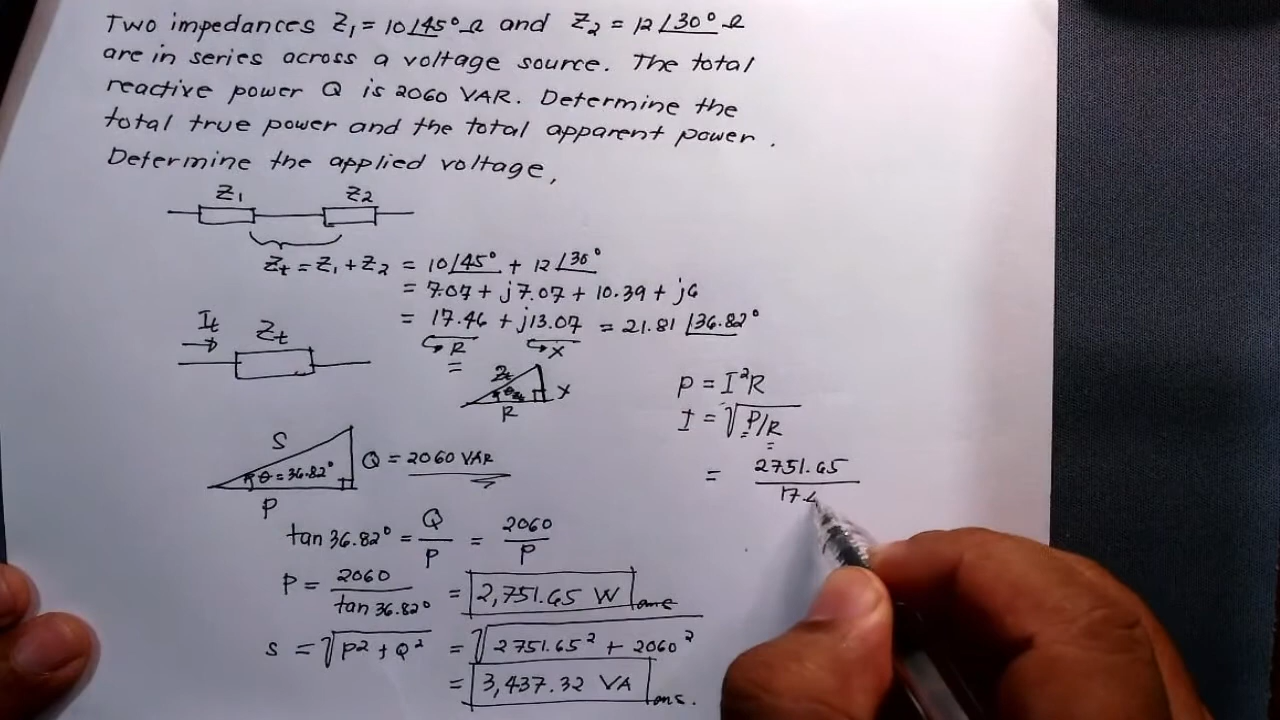 Two impedances Z1 = 10∠45° Ω and Z2 = 12∠30° Ω
are in series across a voltage source. The total
reactive power Q is 2060 VAR. Determine the
total true power and the total apparent power.
Determine the applied voltage,
Z1 Z2
Zt = Z1 + Z2 = 10∠45° + 12∠30°
= 7.07 + j7.07 + 10.39 + j6
= 17.46 + j13.07 = 21.81 ∠36.82°
R X
=
It Zt
Zt θ X
R
P = I²R
I = √P/R
= 2751.65
17.4
S
θ = 36.82° Q = 2060 VAR
P
tan 36.82° = Q/P = 2060/P
P = 2060/tan 36.82° = 2,751.65 W ans
S = √P² + Q² = √2751.65² + 2060²
= 3,437.32 VA ans.